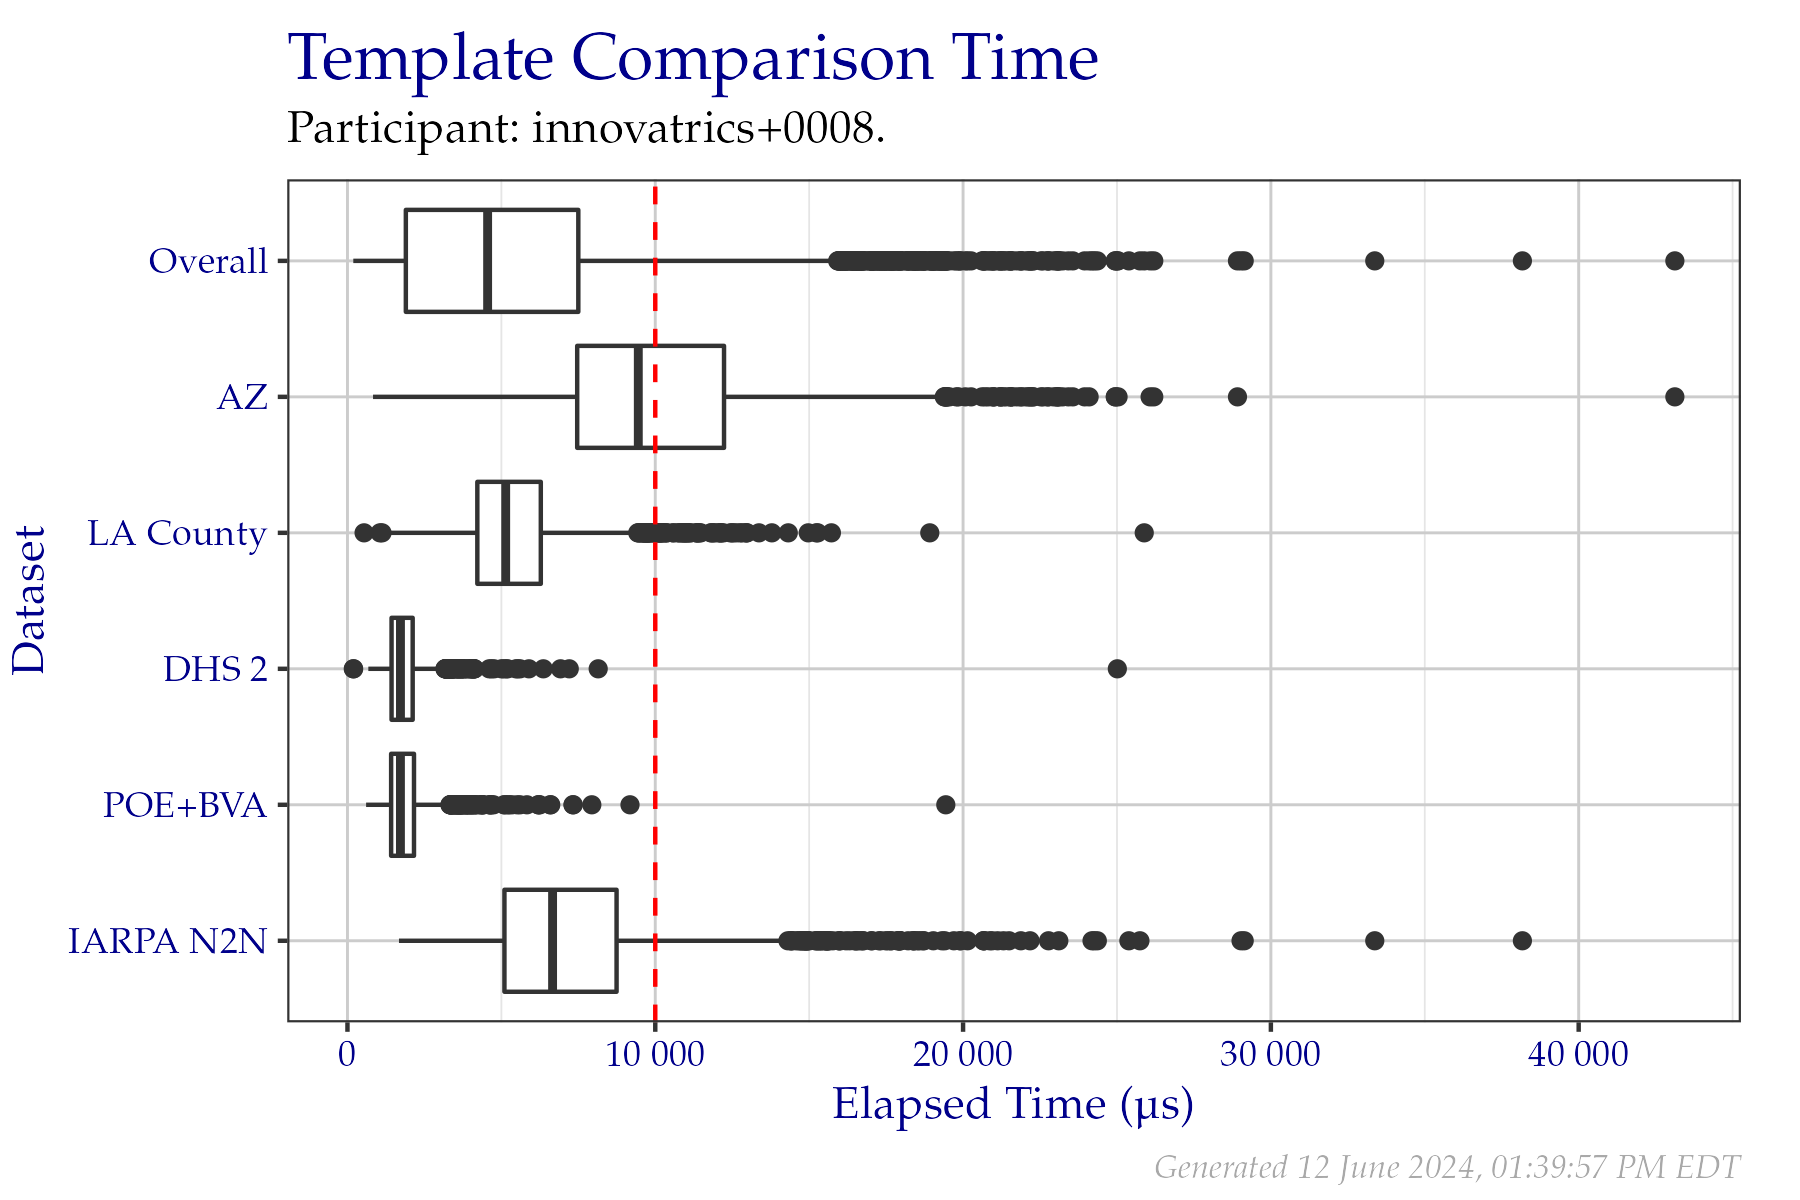 Template Comparison Time
Participant: innovatrics+0008.
Dataset
Overall
AZ
LA County
DHS 2
POE+BVA
IARPA N2N
0 10 000 20 000 30 000 40 000
Elapsed Time (µs)
Generated 12 June 2024, 01:39:57 PM EDT